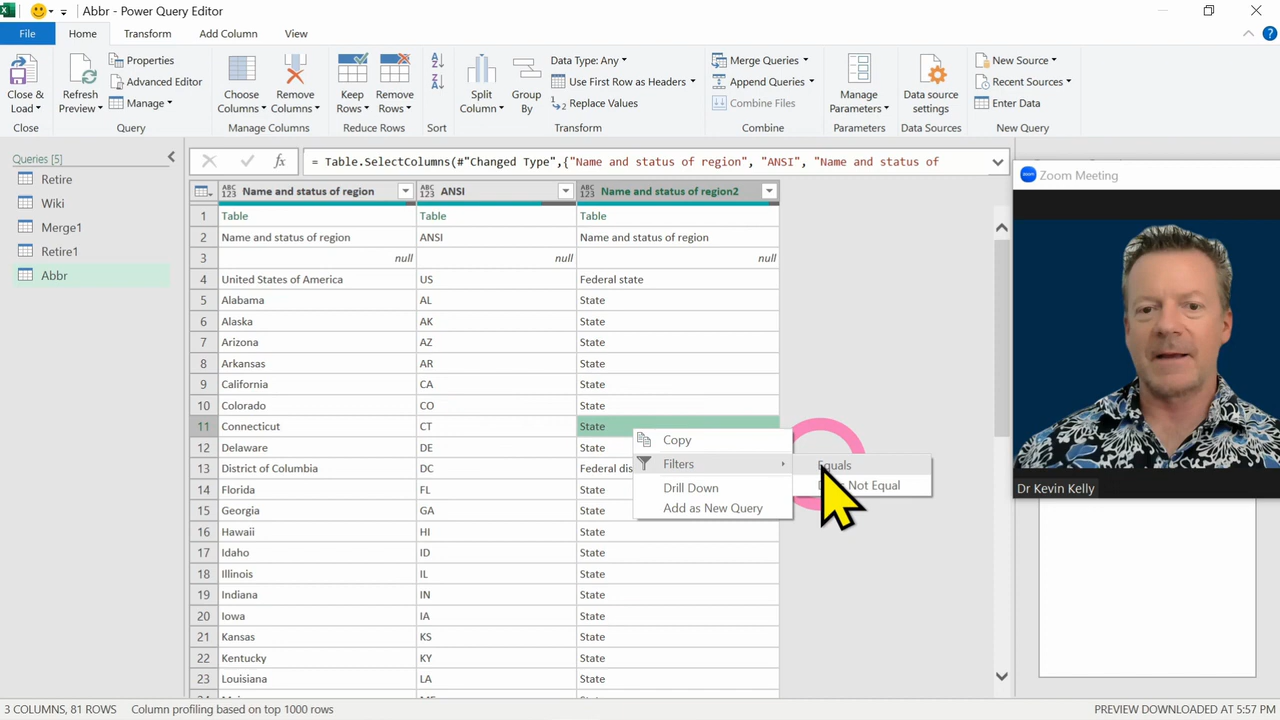 Abbr - Power Query Editor
File Home Transform Add Column View
Close & Load
Close
Refresh Preview
Properties
Advanced Editor
Manage
Query
Choose Columns
Remove Columns
Manage Columns
Keep Rows
Remove Rows
Reduce Rows
Sort
Split Column
Group By
Data Type: Any
Use First Row as Headers
Replace Values
Transform
Merge Queries
Append Queries
Combine Files
Combine
Manage Parameters
Parameters
Data source settings
Data Sources
New Source
Recent Sources
Enter Data
New Query
Queries [5]
Retire
Wiki
Merge1
Retire1
Abbr
fx = Table.SelectColumns(#"Changed Type",{"Name and status of region", "ANSI", "Name and status of
ABC 123 Name and status of region ABC 123 ANSI ABC 123 Name and status of region2
1 Table Table Table
2 Name and status of region ANSI Name and status of region
3 null null null
4 United States of America US Federal state
5 Alabama AL State
6 Alaska AK State
7 Arizona AZ State
8 Arkansas AR State
9 California CA State
10 Colorado CO State
11 Connecticut CT State
12 Delaware DE State
13 District of Columbia DC Federal dis
14 Florida FL State
15 Georgia GA State
16 Hawaii HI State
17 Idaho ID State
18 Illinois IL State
19 Indiana IN State
20 Iowa IA State
21 Kansas KS State
22 Kentucky KY State
23 Louisiana LA State
Copy
Filters
Drill Down
Add as New Query
Equals
Not Equal
Zoom Meeting
Dr Kevin Kelly
3 COLUMNS, 81 ROWS Column profiling based on top 1000 rows PREVIEW DOWNLOADED AT 5:57 PM